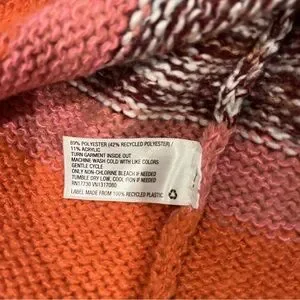 89% POLYESTER (42% RECYCLED POLYESTER)
11% ACRYLIC
TURN GARMENT INSIDE OUT
MACHINE WASH COLD WITH LIKE COLORS
GENTLE CYCLE
ONLY NON-CHLORINE BLEACH IF NEEDED
TUMBLE DRY LOW, COOL IRON IF NEEDED
RN17730 VN1317080
LABEL MADE FROM 100% RECYCLED PLASTIC